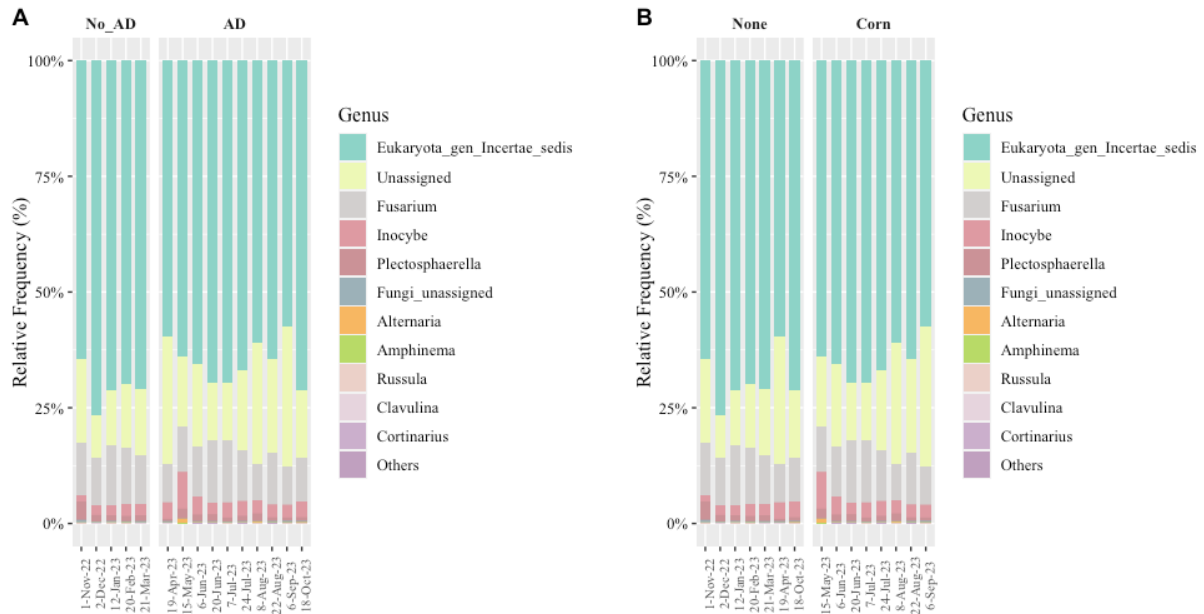 A
No_AD
AD
100%
75%
50%
25%
0%
Relative Frequency (%)
1-Nov-22
2-Dec-22
12-Jan-23
20-Feb-23
21-Mar-23
19-Apr-23
15-May-23
6-Jun-23
20-Jun-23
7-Jul-23
24-Jul-23
8-Aug-23
22-Aug-23
6-Sep-23
18-Oct-23
Genus
Eukaryota_gen_Incertae_sedis
Unassigned
Fusarium
Inocybe
Plectosphaerella
Fungi_unassigned
Alternaria
Amphinema
Russula
Clavulina
Cortinarius
Others
B
None
Corn
100%
75%
50%
25%
0%
Relative Frequency (%)
1-Nov-22
2-Dec-22
12-Jan-23
20-Feb-23
21-Mar-23
19-Apr-23
18-Oct-23
15-May-23
6-Jun-23
20-Jun-23
7-Jul-23
24-Jul-23
8-Aug-23
22-Aug-23
6-Sep-23
Genus
Eukaryota_gen_Incertae_sedis
Unassigned
Fusarium
Inocybe
Plectosphaerella
Fungi_unassigned
Alternaria
Amphinema
Russula
Clavulina
Cortinarius
Others